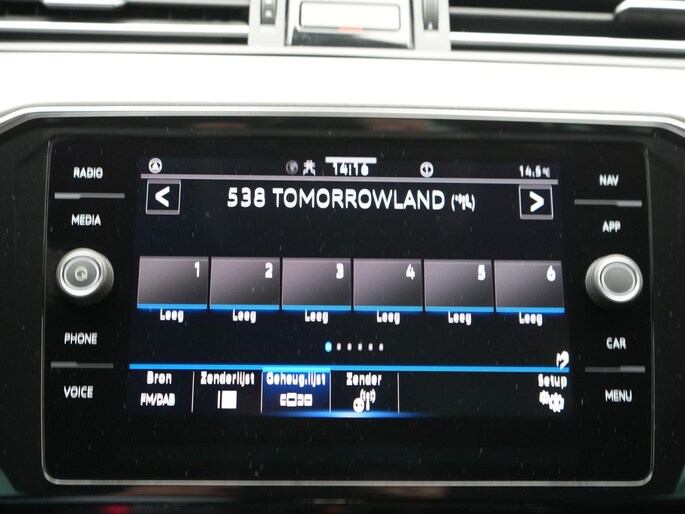 RADIO
MEDIA
PHONE
VOICE
14:16
14.5°C
538 TOMORROWLAND
1 2 3 4 5 6
Leeg Leeg Leeg Leeg Leeg Leeg
Bron Zenderlijst Geheug.lijst Zender Setup
FM/DAB
NAV
APP
CAR
MENU